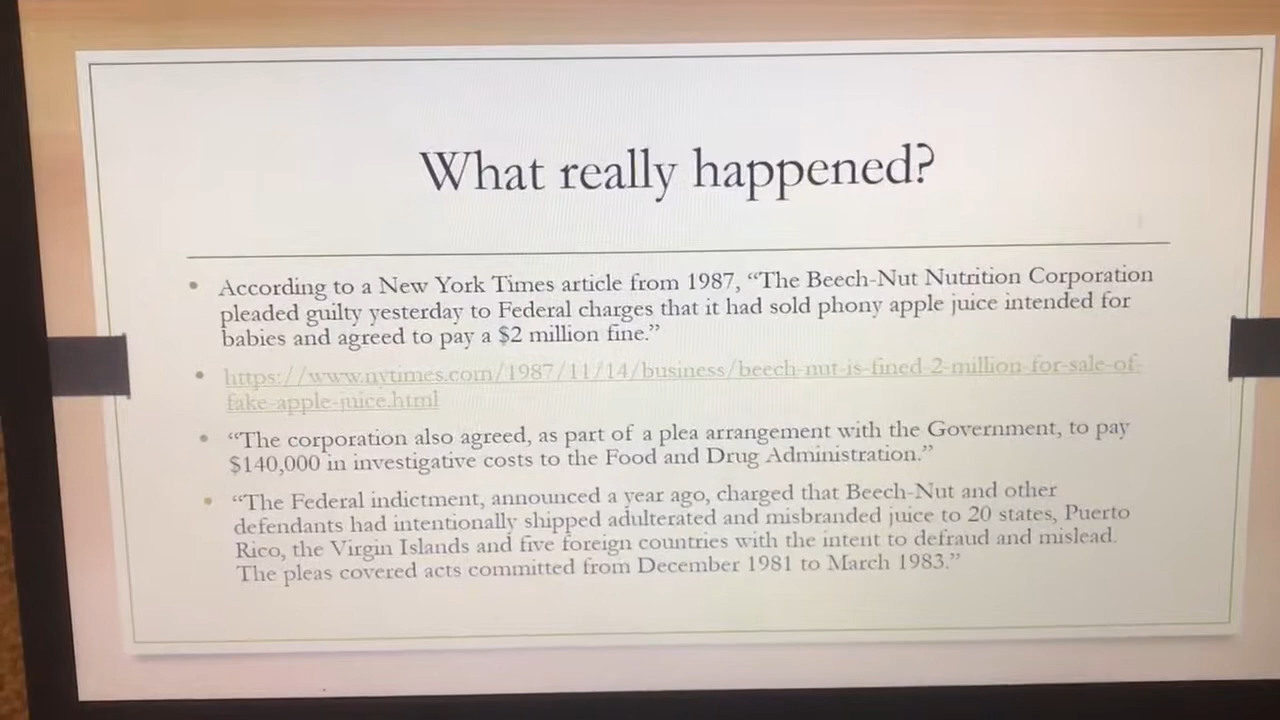 What really happened?
• According to a New York Times article from 1987, “The Beech-Nut Nutrition Corporation
pleaded guilty yesterday to Federal charges that it had sold phony apple juice intended for
babies and agreed to pay a $2 million fine.”
• https://www.nytimes.com/1987/11/14/business/beech-nut-is-fined-2-million-for-sale-of-
fake-apple-juice.html
• “The corporation also agreed, as part of a plea arrangement with the Government, to pay
$140,000 in investigative costs to the Food and Drug Administration.”
• “The Federal indictment, announced a year ago, charged that Beech-Nut and other
defendants had intentionally shipped adulterated and misbranded juice to 20 states, Puerto
Rico, the Virgin Islands and five foreign countries with the intent to defraud and mislead.
The pleas covered acts committed from December 1981 to March 1983.”